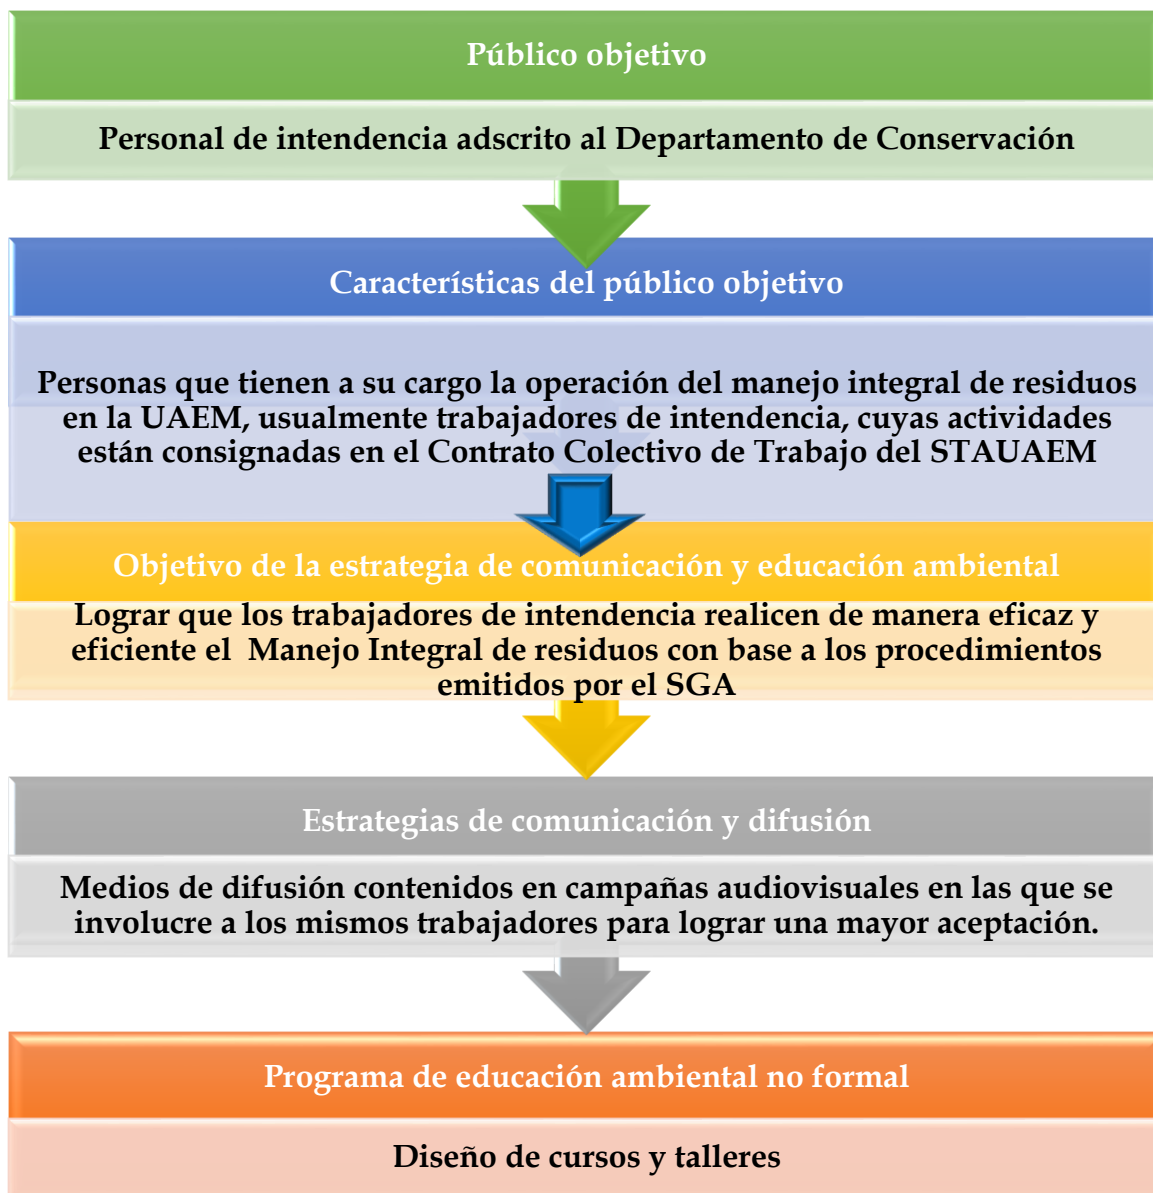 Público objetivo
Personal de intendencia adscrito al Departamento de Conservación
Características del público objetivo
Personas que tienen a su cargo la operación del manejo integral de residuos
en la UAEM, usualmente trabajadores de intendencia, cuyas actividades
están consignadas en el Contrato Colectivo de Trabajo del STAUAEM
Objetivo de la estrategia de comunicación y educación ambiental
Lograr que los trabajadores de intendencia realicen de manera eficaz y
eficiente el  Manejo Integral de residuos con base a los procedimientos
emitidos por el SGA
Estrategias de comunicación y difusión
Medios de difusión contenidos en campañas audiovisuales en las que se
involucre a los mismos trabajadores para lograr una mayor aceptación.
Programa de educación ambiental no formal
Diseño de cursos y talleres